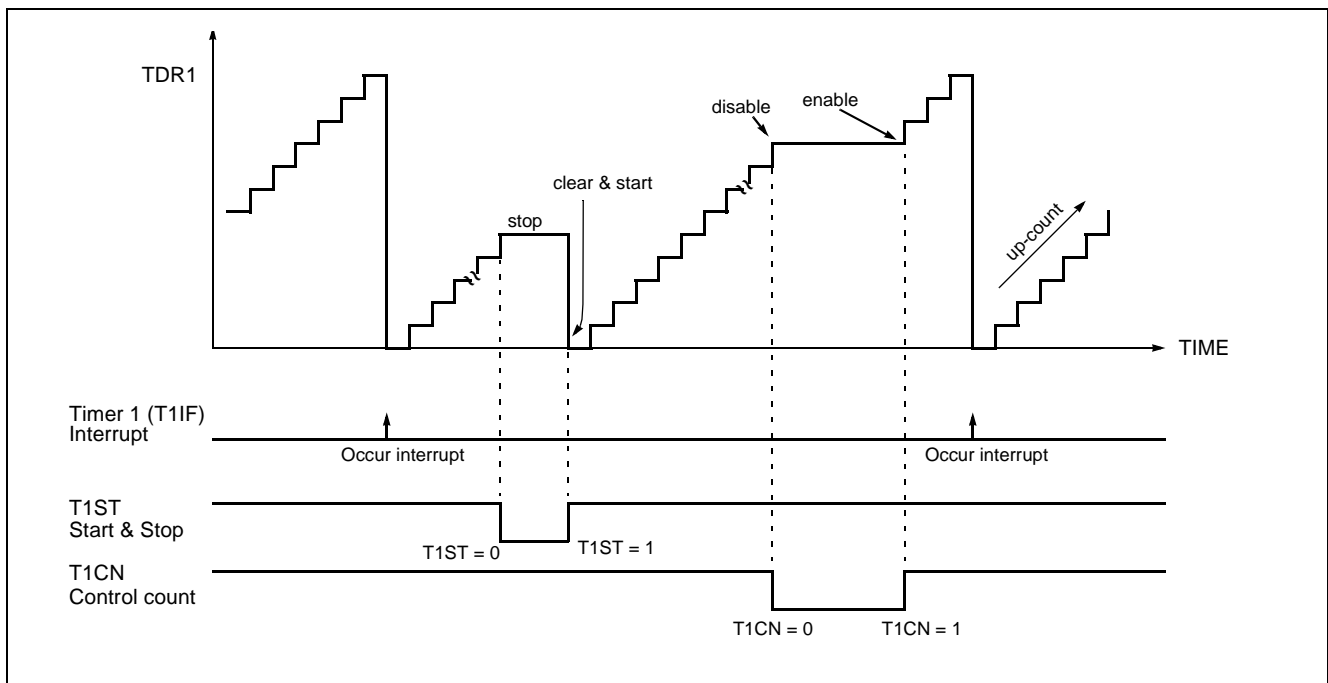 TDR1
disable
enable
clear & start
stop
up-count
TIME
Timer 1 (T1IF)
Interrupt
Occur interrupt
Occur interrupt
T1ST
Start & Stop
T1ST = 0
T1ST = 1
T1CN
Control count
T1CN = 0
T1CN = 1